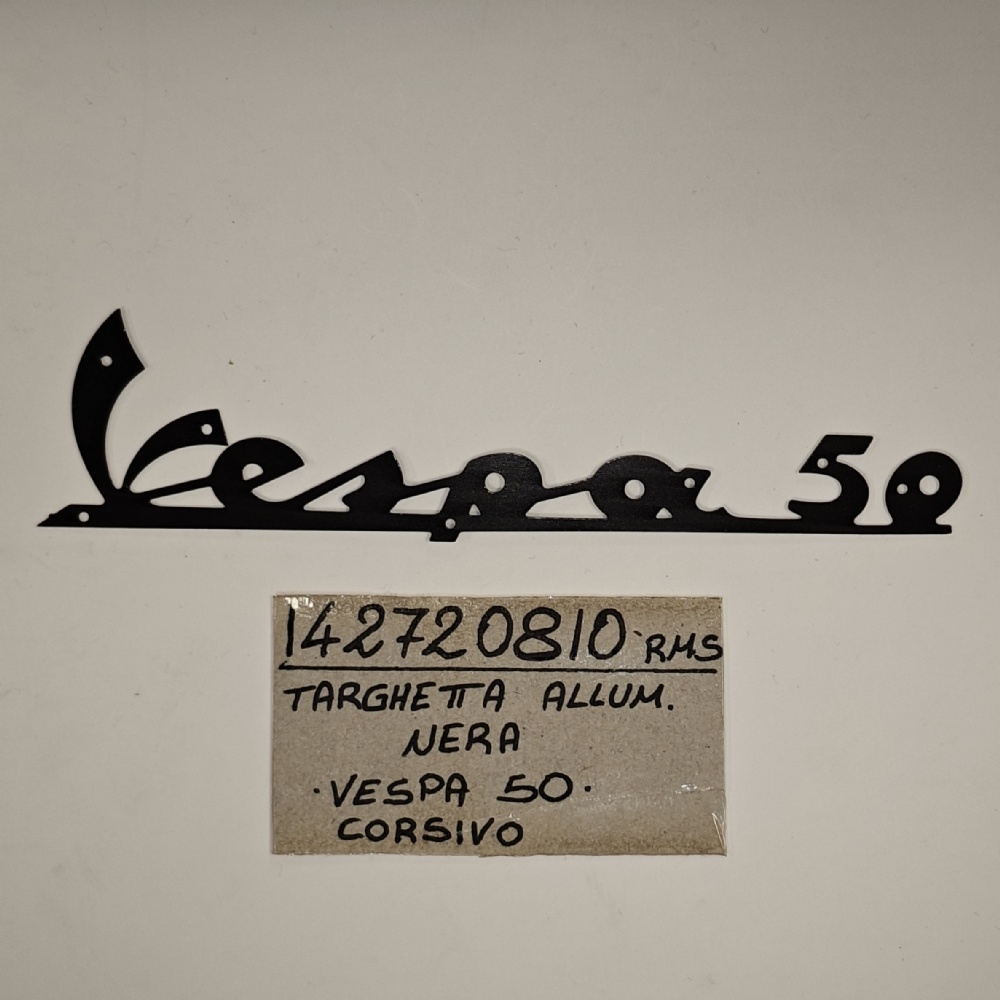 Vespa 50
142720810 RMS
TARGHETTA ALLUM.
NERA
·VESPA 50·
CORSIVO